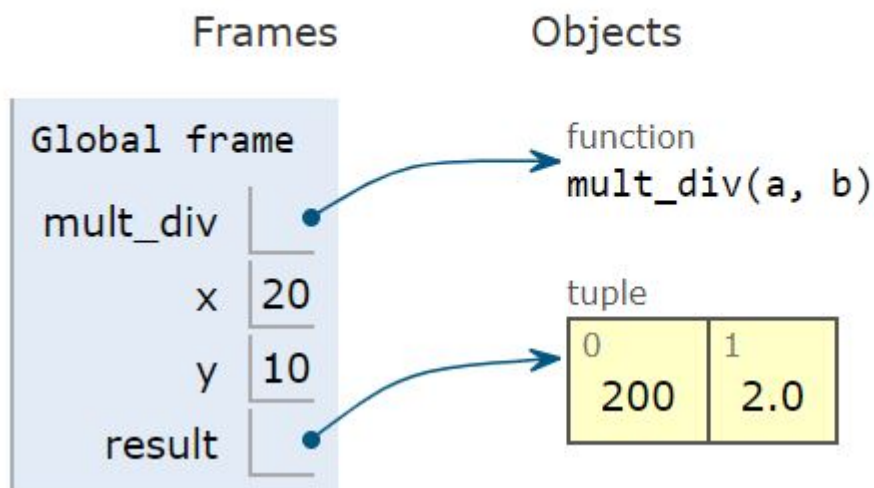 Frames Objects
Global frame
function
mult_div(a, b)
mult_div
x 20
tuple
y 10
0 1
200 2.0
result